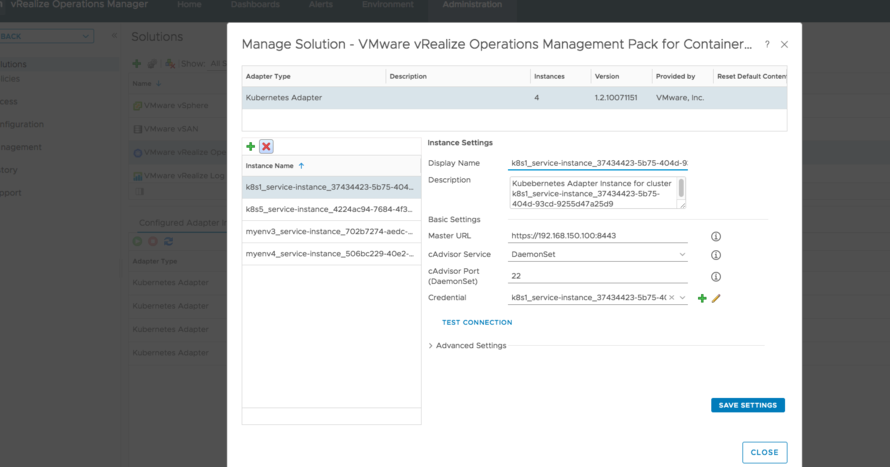 vRealize Operations Manager
Home
Dashboards
Alerts
Environment
Administration
BACK
Solutions
Show:
All S
Name
VMware vSphere
VMware vSAN
VMware vRealize Ope
VMware vRealize Log
Configured Adapter I
Adapter Type
Kubernetes Adapter
Kubernetes Adapter
Kubernetes Adapter
Kubernetes Adapter
olutions
licies
cess
nfiguration
anagement
story
pport
Manage Solution - VMware vRealize Operations Management Pack for Container...
?
Adapter Type
Description
Instances
Version
Provided by
Reset Default Conten
Kubernetes Adapter
4
1.2.10071151
VMware, Inc.
Instance Name
k8s1_service-instance_37434423-5b75-404...
k8s5_service-instance_4224ac94-7684-4f3...
myenv3_service-instance_702b7274-aedc-...
myenv4_service-instance_506bc229-40e2-...
Instance Settings
Display Name
k8s1_service-instance_37434423-5b75-404d-93
Description
Kubebernetes Adapter Instance for cluster
k8s1_service-instance_37434423-5b75-
404d-93cd-9255d47a25d9
Basic Settings
Master URL
https://192.168.150.100:8443
cAdvisor Service
DaemonSet
cAdvisor Port
(DaemonSet)
22
Credential
k8s1_service-instance_37434423-5b75-40
TEST CONNECTION
Advanced Settings
SAVE SETTINGS
CLOSE